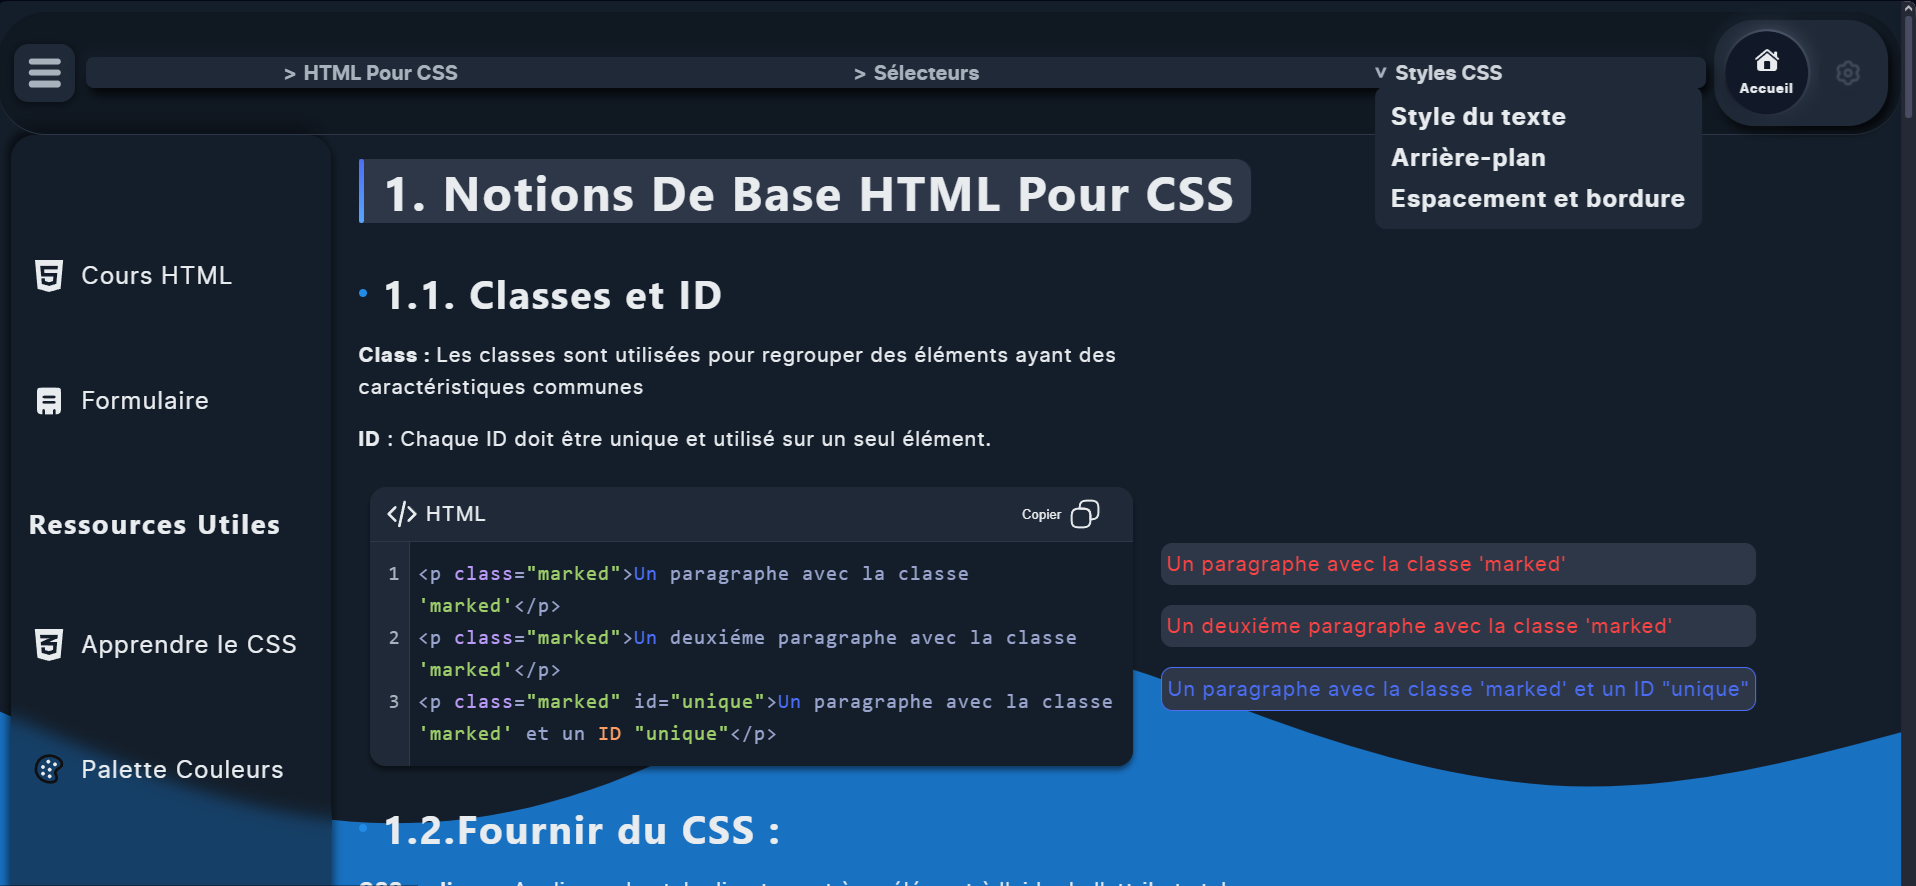 > HTML Pour CSS
> Sélecteurs
v Styles CSS
Accueil
Style du texte
Arrière-plan
Espacement et bordure
Cours HTML
Formulaire
Ressources Utiles
Apprendre le CSS
Palette Couleurs
1. Notions De Base HTML Pour CSS
• 1.1. Classes et ID
Class : Les classes sont utilisées pour regrouper des éléments ayant des
caractéristiques communes
ID : Chaque ID doit être unique et utilisé sur un seul élément.
</> HTML
Copier
1 <p class="marked">Un paragraphe avec la classe
'marked'</p>
2 <p class="marked">Un deuxiéme paragraphe avec la classe
'marked'</p>
3 <p class="marked" id="unique">Un paragraphe avec la classe
'marked' et un ID "unique"</p>
Un paragraphe avec la classe 'marked'
Un deuxiéme paragraphe avec la classe 'marked'
Un paragraphe avec la classe 'marked' et un ID "unique"
• 1.2.Fournir du CSS :